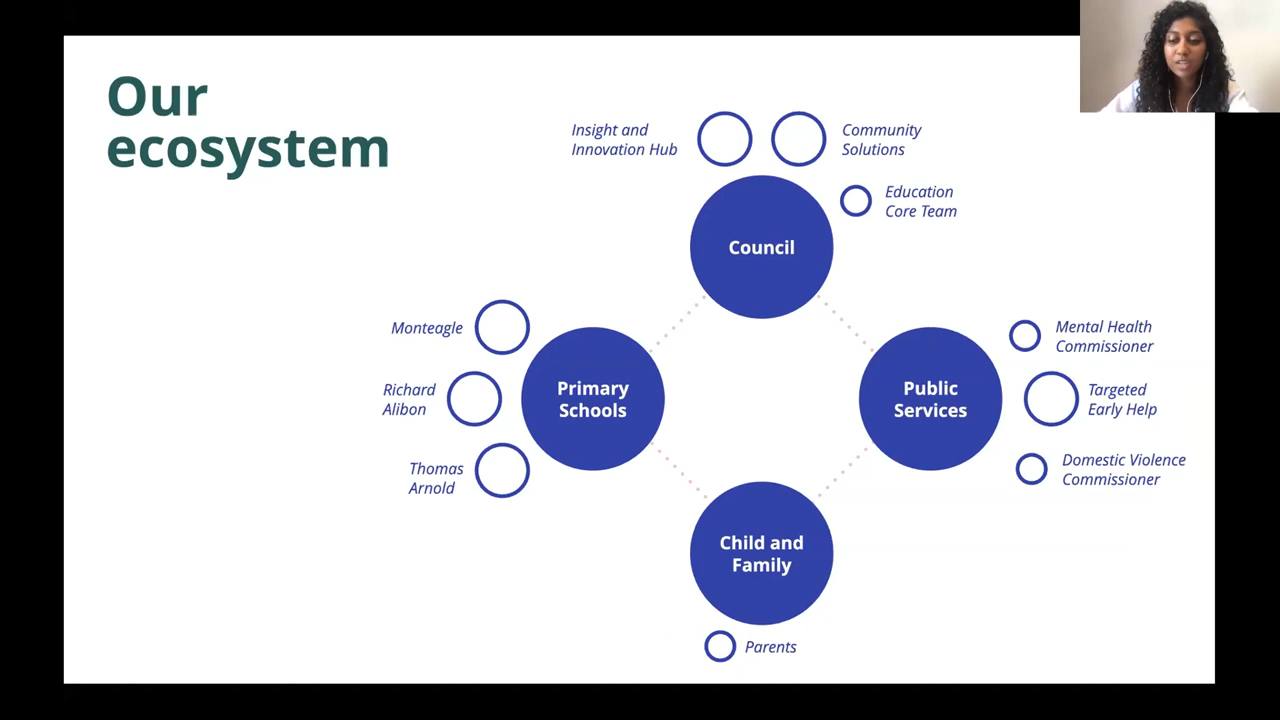 Our
ecosystem
Insight and
Innovation Hub
Community
Solutions
Education
Core Team
Council
Monteagle
Richard
Alibon
Thomas
Arnold
Primary
Schools
Public
Services
Mental Health
Commissioner
Targeted
Early Help
Domestic Violence
Commissioner
Child and
Family
Parents